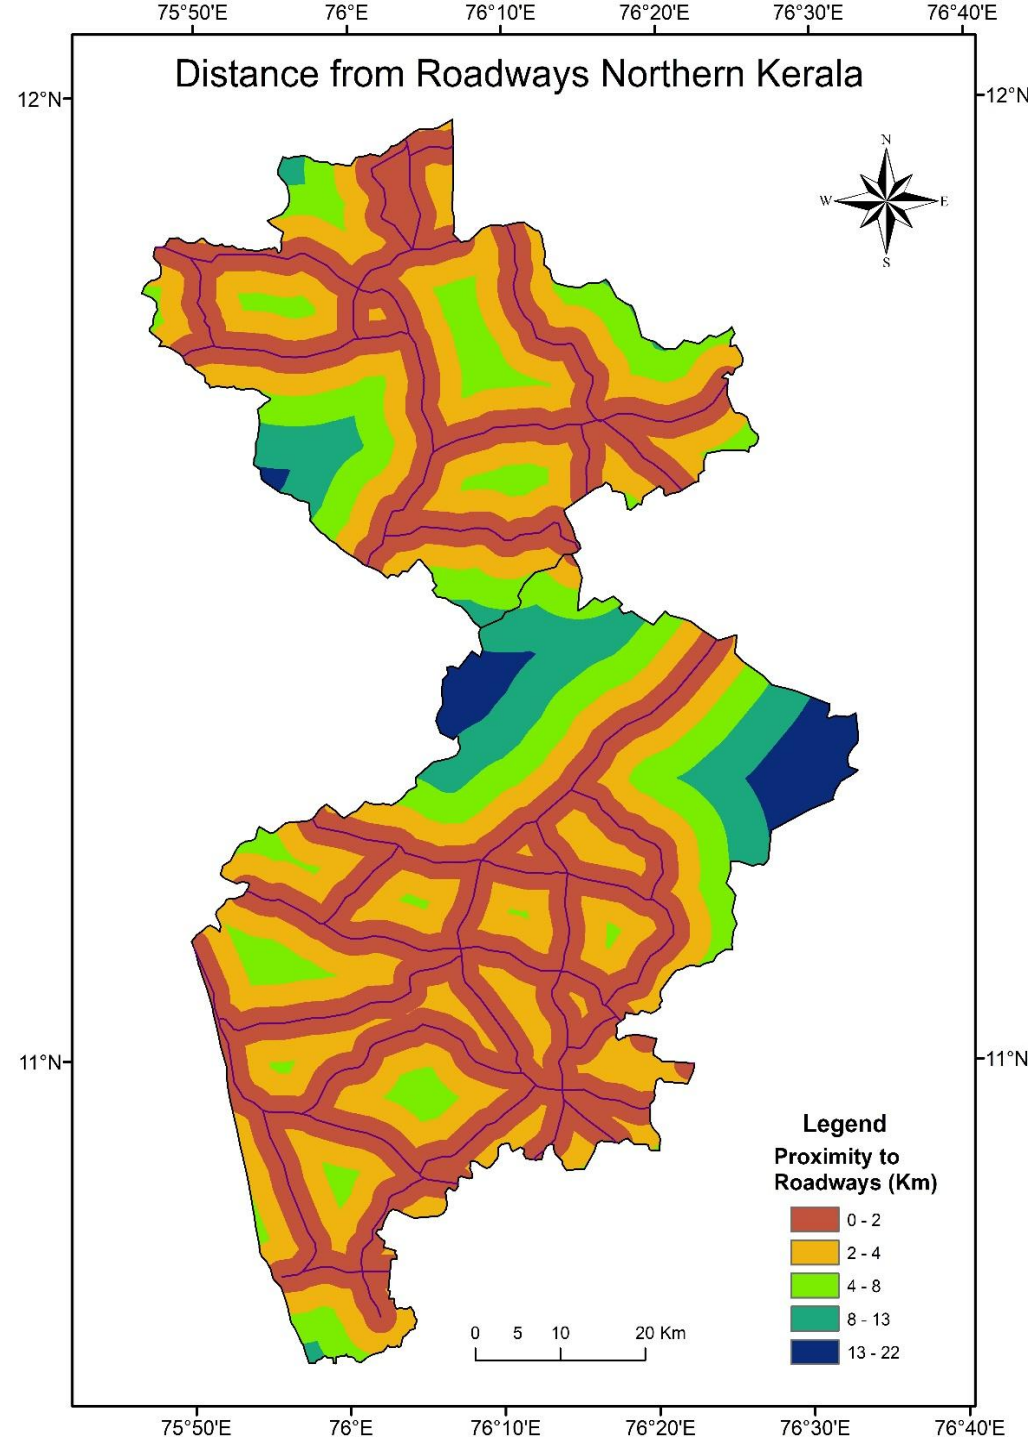 75°50'E 76°E 76°10'E 76°20'E 76°30'E 76°40'E
Distance from Roadways Northern Kerala
12°N 12°N
N
W E
S
11°N 11°N
Legend
Proximity to
Roadways (Km)
0 - 2
2 - 4
4 - 8
8 - 13
13 - 22
0 5 10 20 Km
75°50'E 76°E 76°10'E 76°20'E 76°30'E 76°40'E